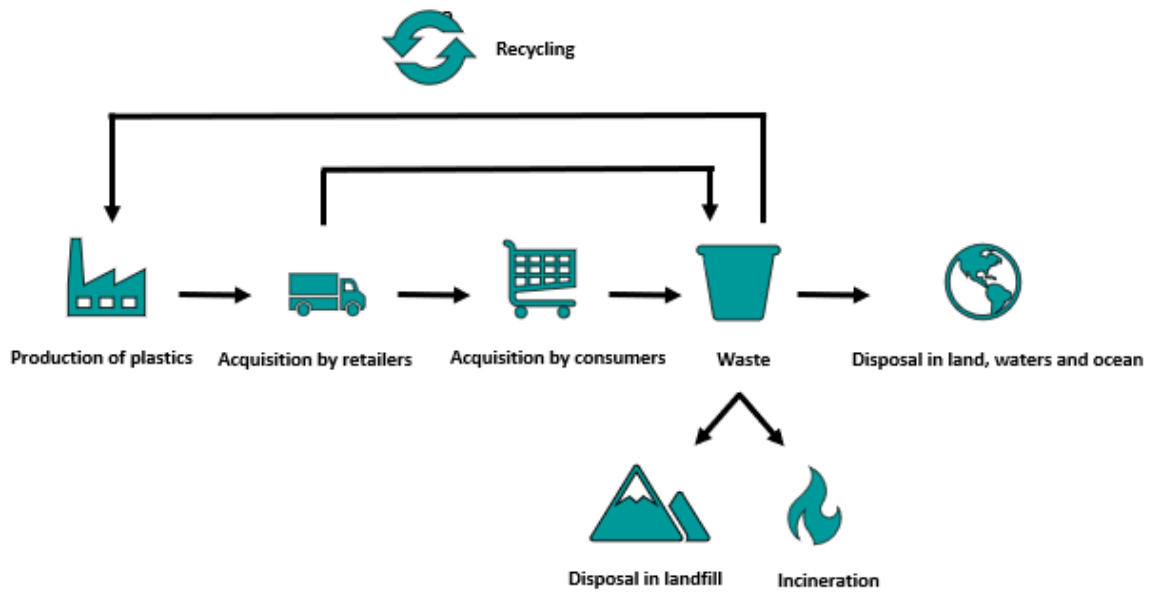 Recycling
Production of plastics
Acquisition by retailers
Acquisition by consumers
Waste
Disposal in land, waters and ocean
Disposal in landfill
Incineration